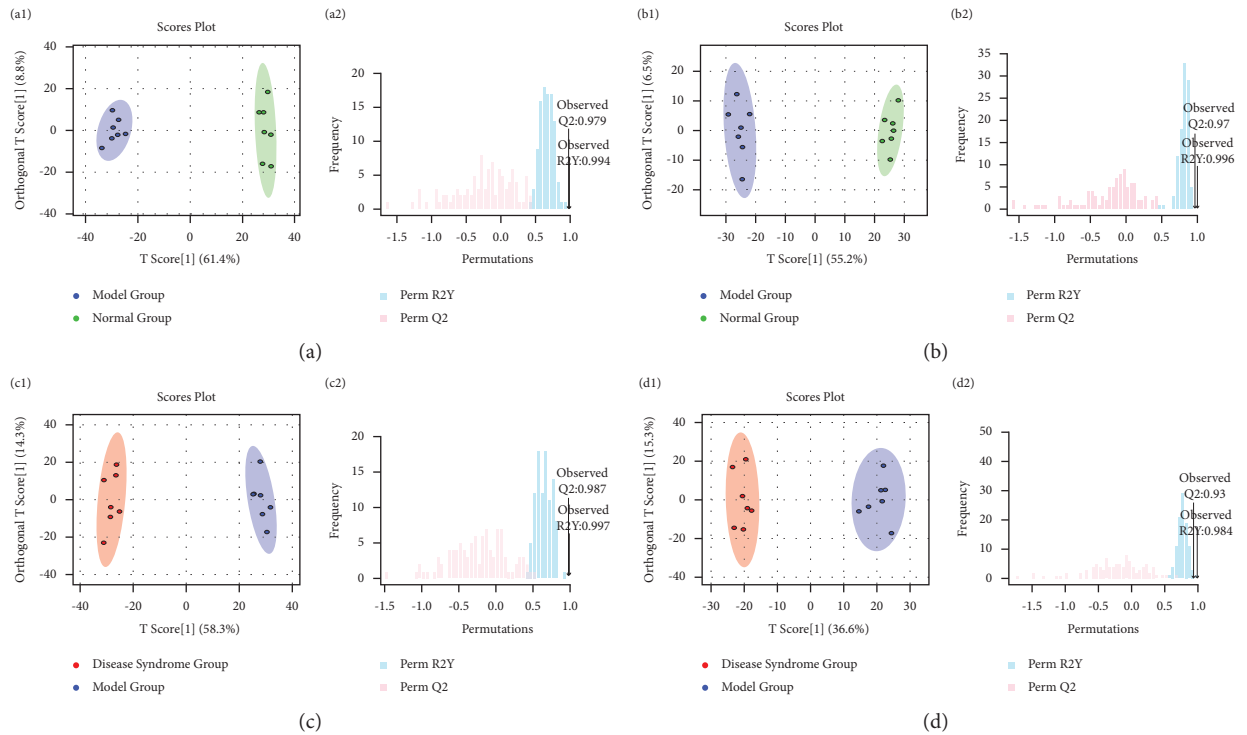 (a1)
Scores Plot
Orthogonal T Score[1] (8.8%)
40
20
0
-20
-40
-40 -20 0 20 40
T Score[1] (61.4%)
Model Group
Normal Group
(a2)
Frequency
20
15
10
5
0
Observed
Q2:0.979
Observed
R2Y:0.994
-1.5 -1.0 -0.5 0.0 0.5 1.0
Permutations
Perm R2Y
Perm Q2
(a)
(b1)
Scores Plot
Orthogonal T Score[1] (6.5%)
20
10
0
-10
-20
-30 -20 -10 0 10 20 30
T Score[1] (55.2%)
Model Group
Normal Group
(b2)
Frequency
35
30
25
20
15
10
5
0
Observed
Q2:0.97
Observed
R2Y:0.996
-1.5 -1.0 -0.5 0.0 0.5 1.0
Permutations
Perm R2Y
Perm Q2
(b)
(c1)
Scores Plot
Orthogonal T Score[1] (14.3%)
40
20
0
-20
-40
-40 -20 0 20 40
T Score[1] (58.3%)
Disease Syndrome Group
Model Group
(c2)
Frequency
20
15
10
5
0
Observed
Q2:0.987
Observed
R2Y:0.997
-1.5 -1.0 -0.5 0.0 0.5 1.0
Permutations
Perm R2Y
Perm Q2
(c)
(d1)
Scores Plot
Orthogonal T Score[1] (15.3%)
40
20
0
-20
-40
-30 -20 -10 0 10 20 30
T Score[1] (36.6%)
Disease Syndrome Group
Model Group
(d2)
Frequency
50
40
30
20
10
0
Observed
Q2:0.93
Observed
R2Y:0.984
-1.5 -1.0 -0.5 0.0 0.5 1.0
Permutations
Perm R2Y
Perm Q2
(d)